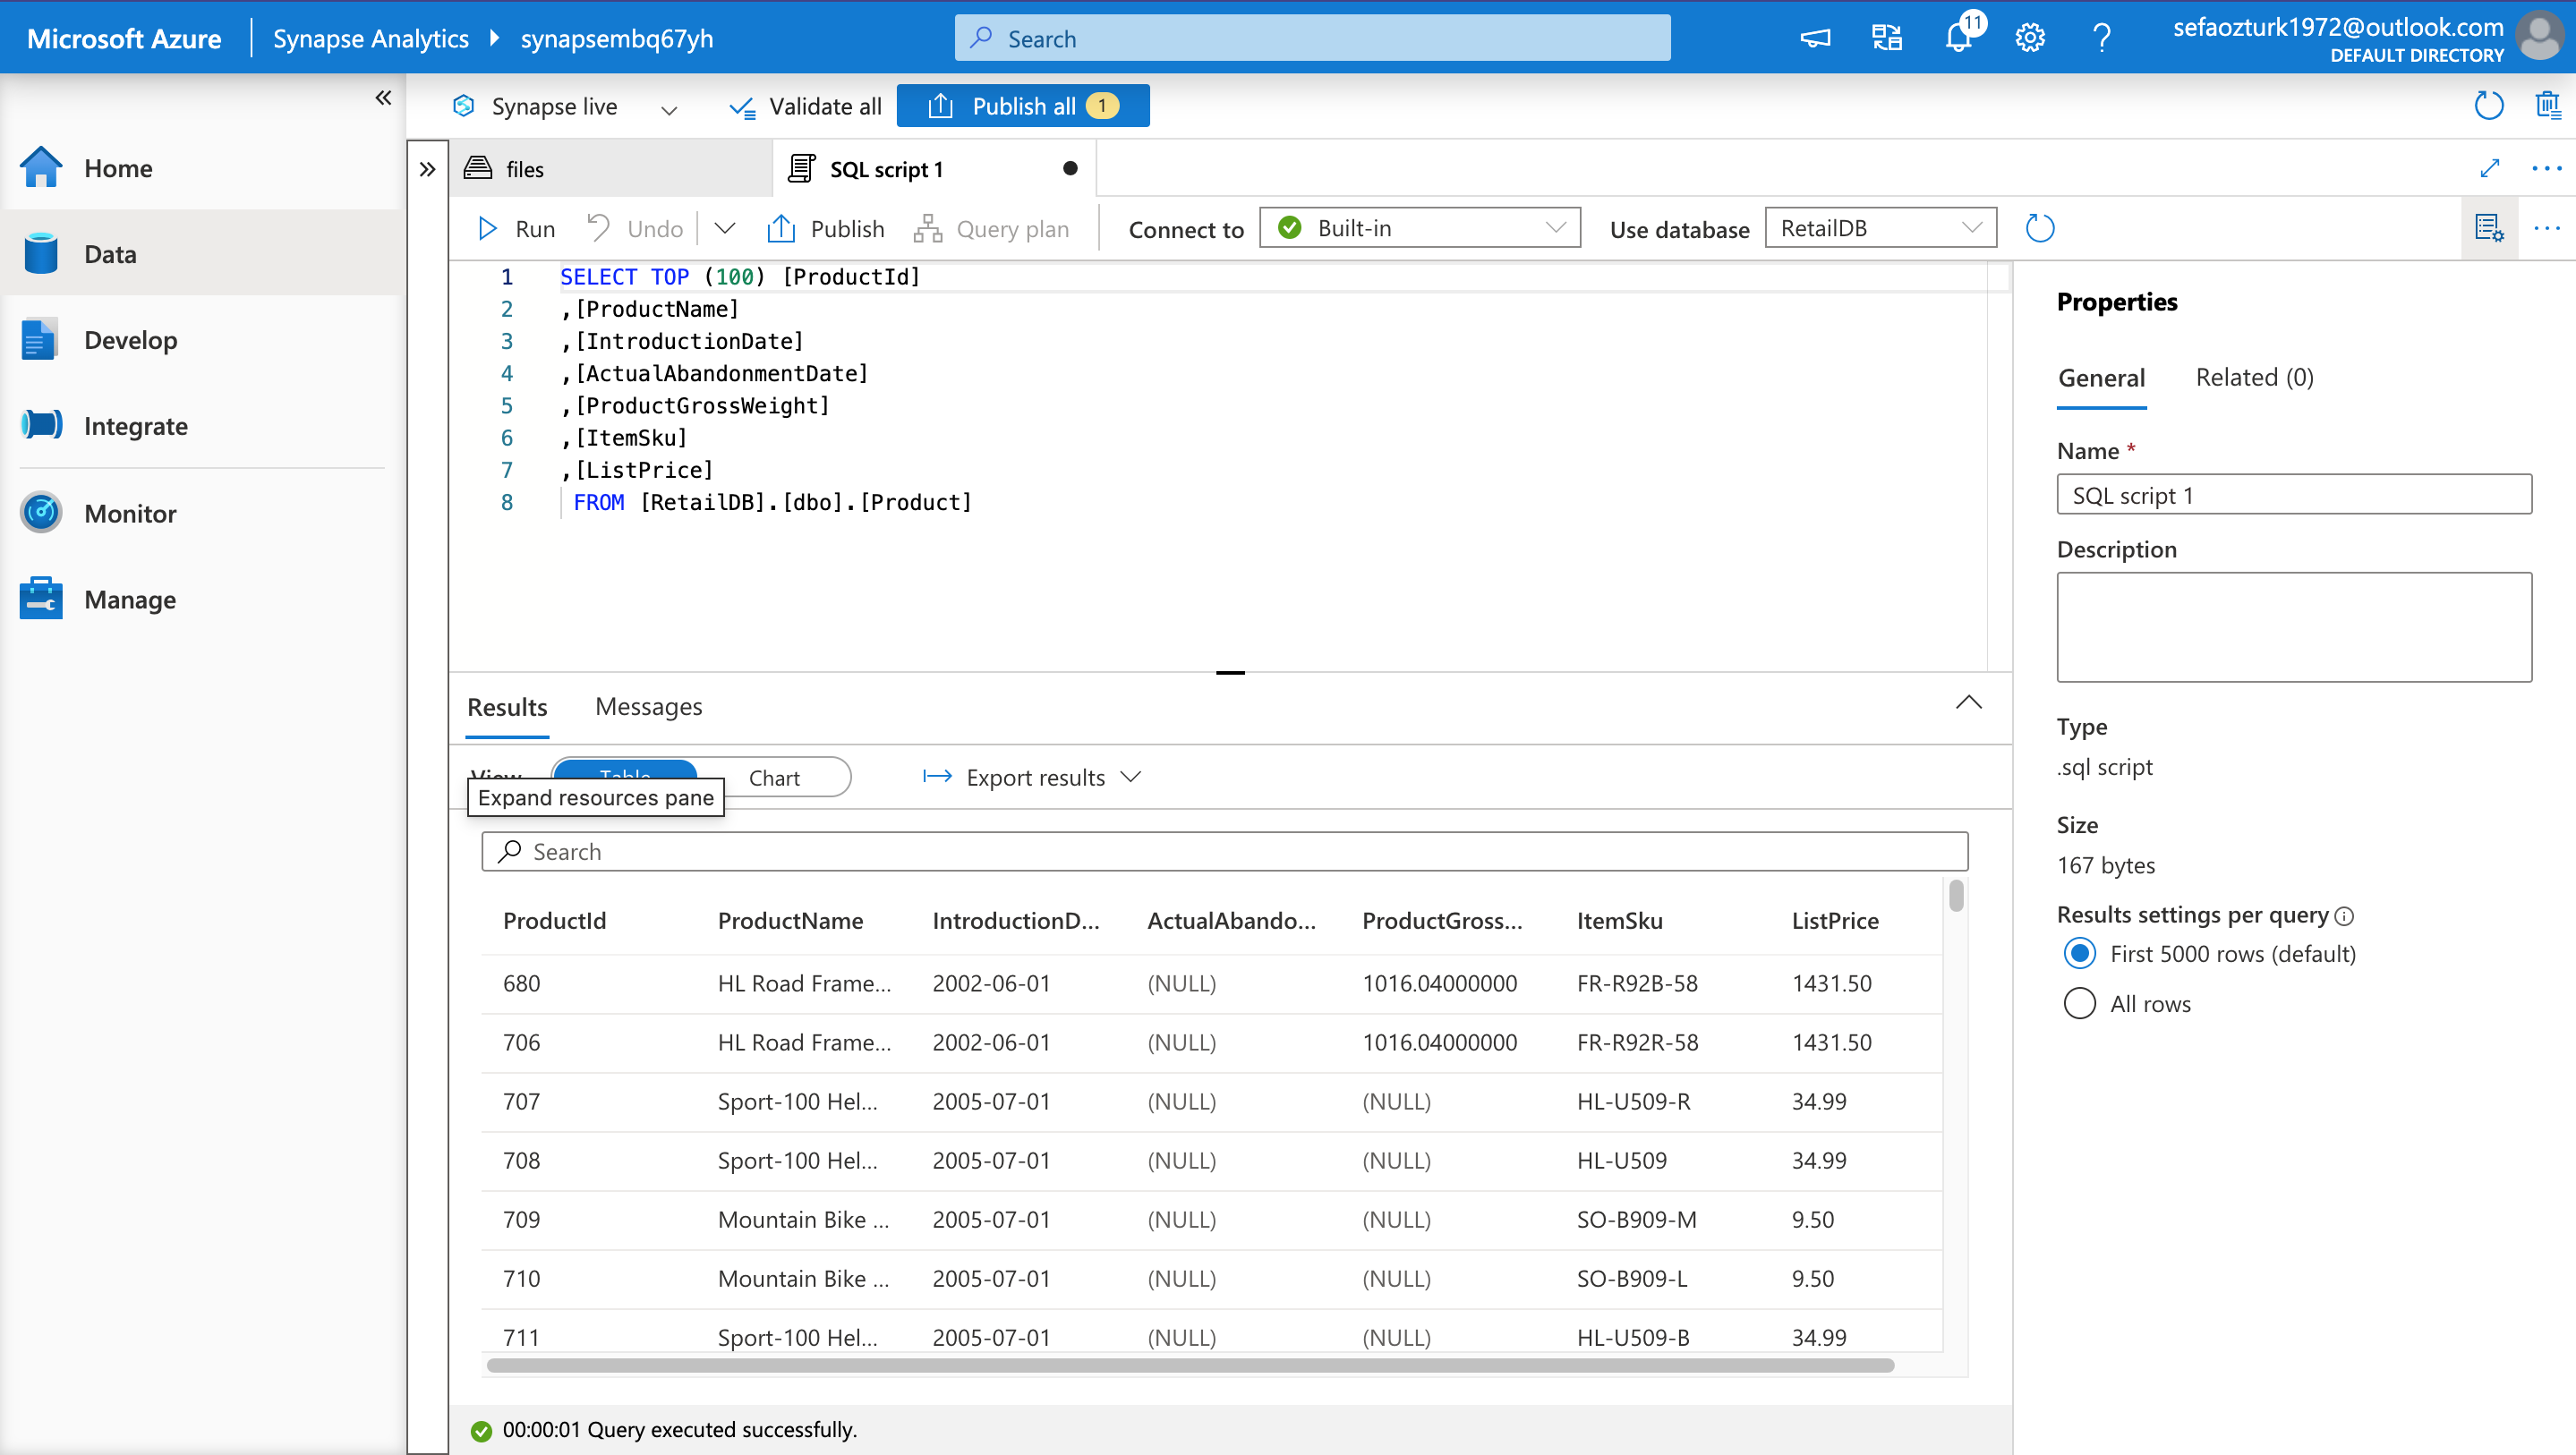 Microsoft Azure
Synapse Analytics
synapsembq67yh
Search
11
sefaozturk1972@outlook.com
DEFAULT DIRECTORY
Synapse live
Validate all
Publish all 1
Home
Data
Develop
Integrate
Monitor
Manage
files
SQL script 1
Run
Undo
Publish
Query plan
Connect to
Built-in
Use database
RetailDB
1 SELECT TOP (100) [ProductId]
2 ,[ProductName]
3 ,[IntroductionDate]
4 ,[ActualAbandonmentDate]
5 ,[ProductGrossWeight]
6 ,[ItemSku]
7 ,[ListPrice]
8 FROM [RetailDB].[dbo].[Product]
Results
Messages
View
Table
Chart
Export results
Expand resources pane
Search
ProductId ProductName IntroductionD... ActualAbando... ProductGross... ItemSku ListPrice
680 HL Road Frame... 2002-06-01 (NULL) 1016.04000000 FR-R92B-58 1431.50
706 HL Road Frame... 2002-06-01 (NULL) 1016.04000000 FR-R92R-58 1431.50
707 Sport-100 Hel... 2005-07-01 (NULL) (NULL) HL-U509-R 34.99
708 Sport-100 Hel... 2005-07-01 (NULL) (NULL) HL-U509 34.99
709 Mountain Bike ... 2005-07-01 (NULL) (NULL) SO-B909-M 9.50
710 Mountain Bike ... 2005-07-01 (NULL) (NULL) SO-B909-L 9.50
711 Sport-100 Hel... 2005-07-01 (NULL) (NULL) HL-U509-B 34.99
00:00:01 Query executed successfully.
Properties
General
Related (0)
Name *
SQL script 1
Description
Type
.sql script
Size
167 bytes
Results settings per query
First 5000 rows (default)
All rows